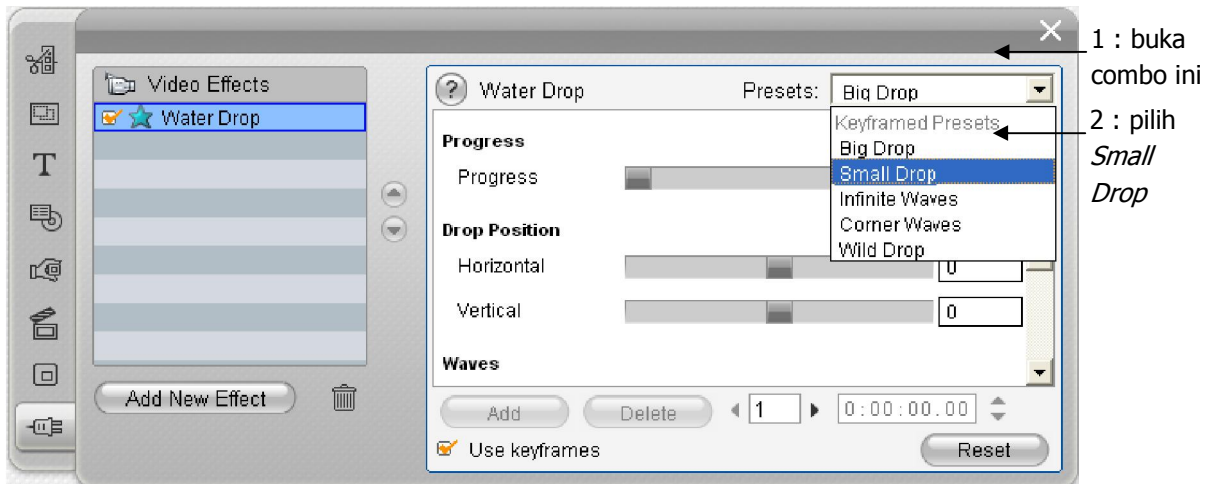 Video Effects
Water Drop
? Water Drop Presets: Big Drop
Keyframed Presets
Big Drop
Small Drop
Infinite Waves
Corner Waves
Wild Drop
Progress
Progress
Drop Position
Horizontal 0
Vertical 0
Waves
Add New Effect
Add Delete 1 0:00:00.00
Use keyframes Reset
T
1 : buka
combo ini
2 : pilih
Small
Drop